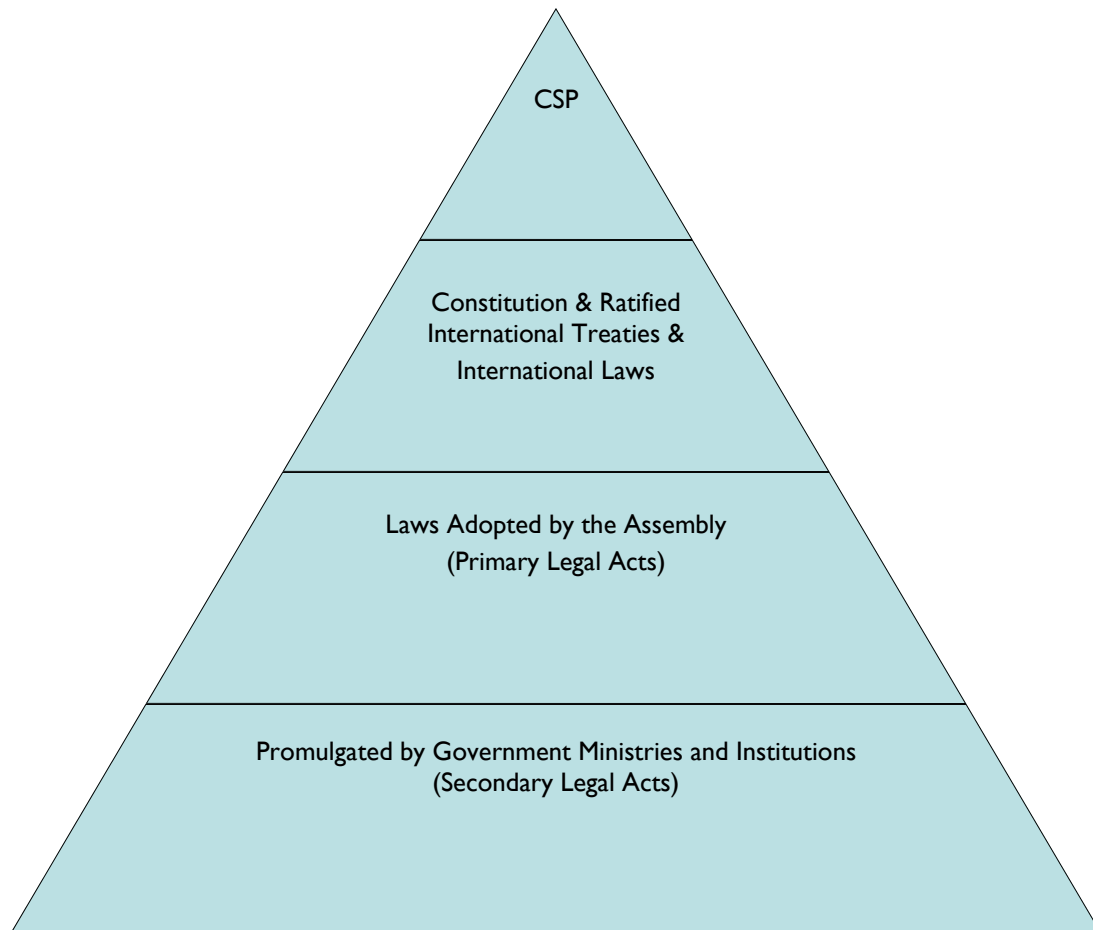 CSP
Constitution & Ratified
International Treaties &
International Laws
Laws Adopted by the Assembly
(Primary Legal Acts)
Promulgated by Government Ministries and Institutions
(Secondary Legal Acts)